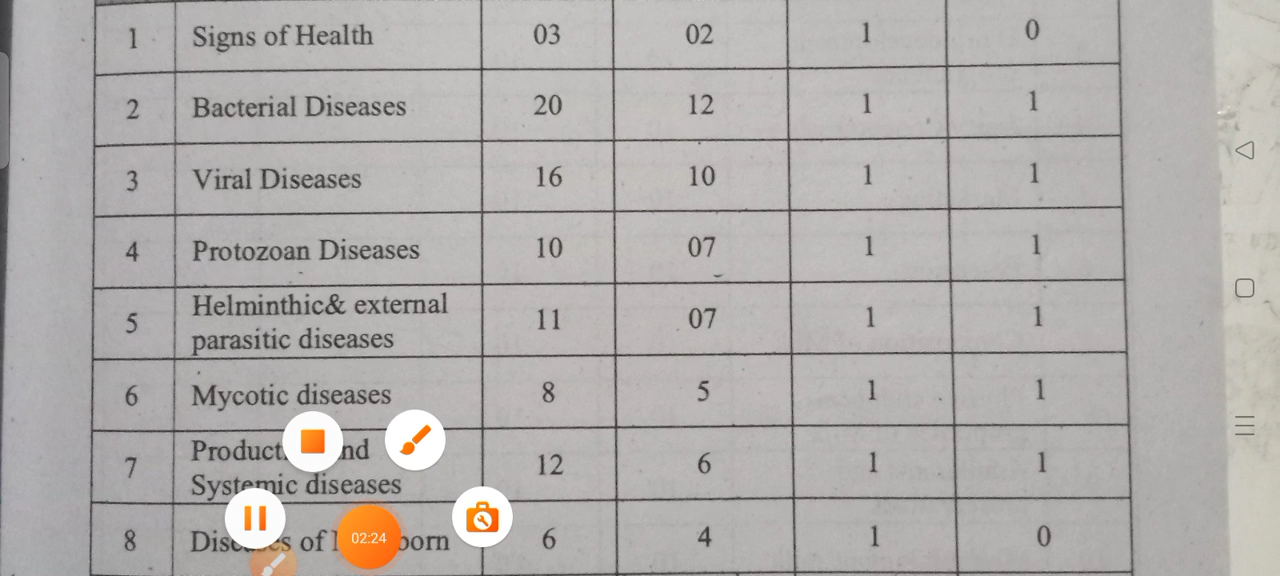 1 Signs of Health 03 02 1 0
2 Bacterial Diseases 20 12 1 1
3 Viral Diseases 16 10 1 1
4 Protozoan Diseases 10 07 1 1
5 Helminthic& external
parasitic diseases 11 07 1 1
6 Mycotic diseases 8 5 1 1
7
Systemic diseases 12 6 1 1
8 of 6 4 1 0
02:24